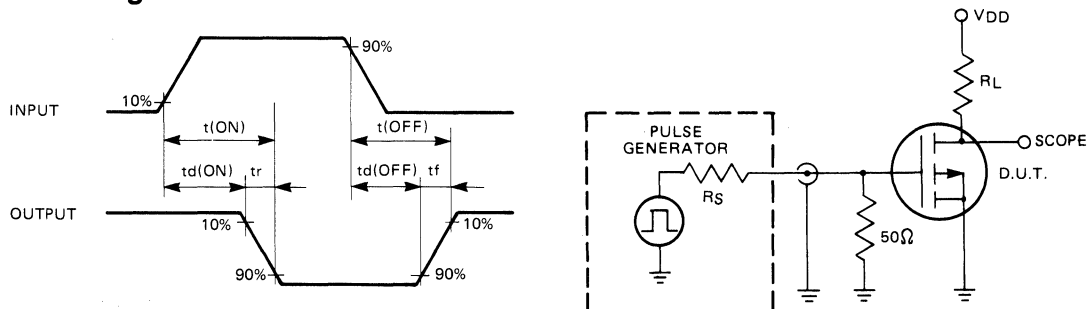 INPUT
10%
90%
t(ON)
t(OFF)
td(ON)
tr
td(OFF)
tf
OUTPUT
10%
90%
90%
10%
PULSE
GENERATOR
RS
50Ω
VDD
RL
SCOPE
D.U.T.